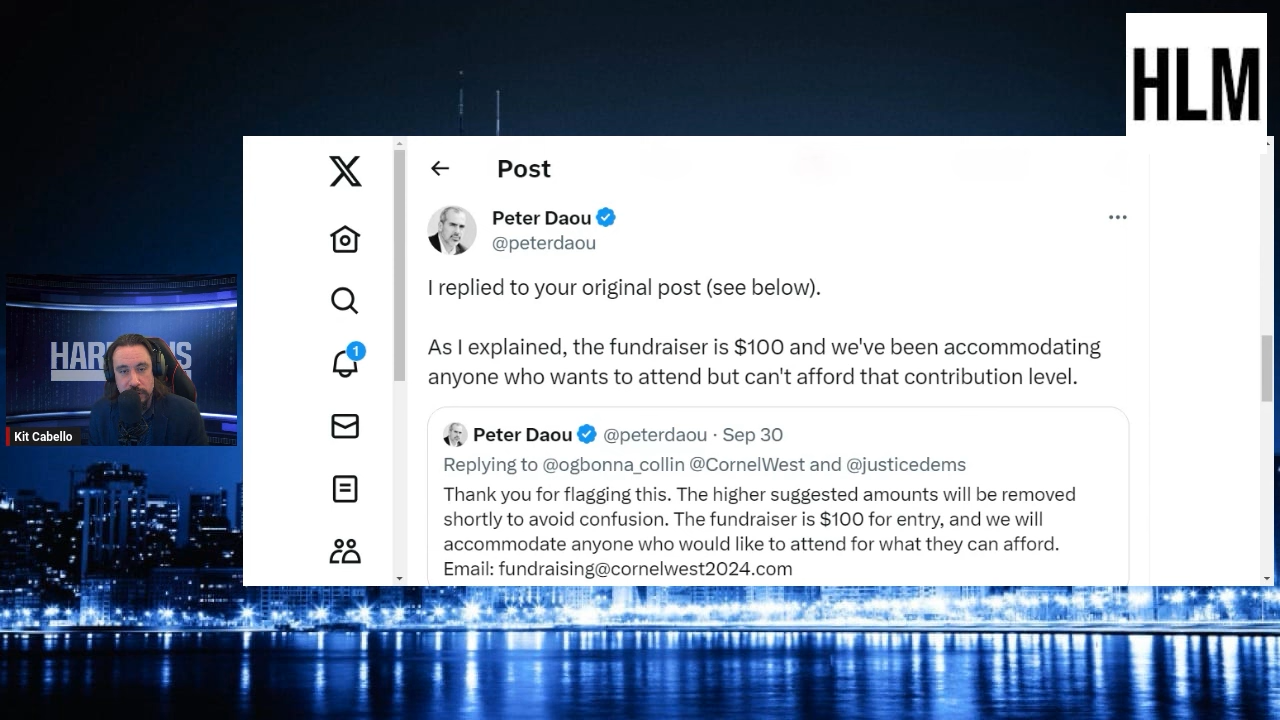 HLM
Post
Peter Daou
@peterdaou
I replied to your original post (see below).
As I explained, the fundraiser is $100 and we've been accommodating
anyone who wants to attend but can't afford that contribution level.
Peter Daou @peterdaou · Sep 30
Replying to @ogbonna_collin @CornelWest and @justicedems
Thank you for flagging this. The higher suggested amounts will be removed
shortly to avoid confusion. The fundraiser is $100 for entry, and we will
accommodate anyone who would like to attend for what they can afford.
Email: fundraising@cornelwest2024.com
1
Kit Cabello